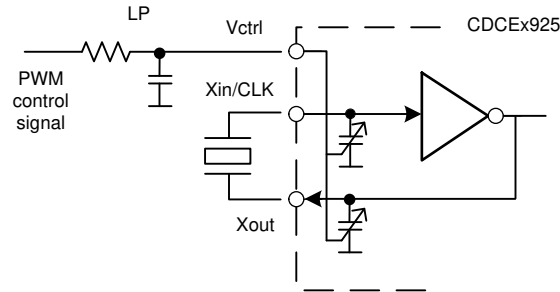 LP
Vctrl
CDCEx925
PWM
control
signal
Xin/CLK
Xout